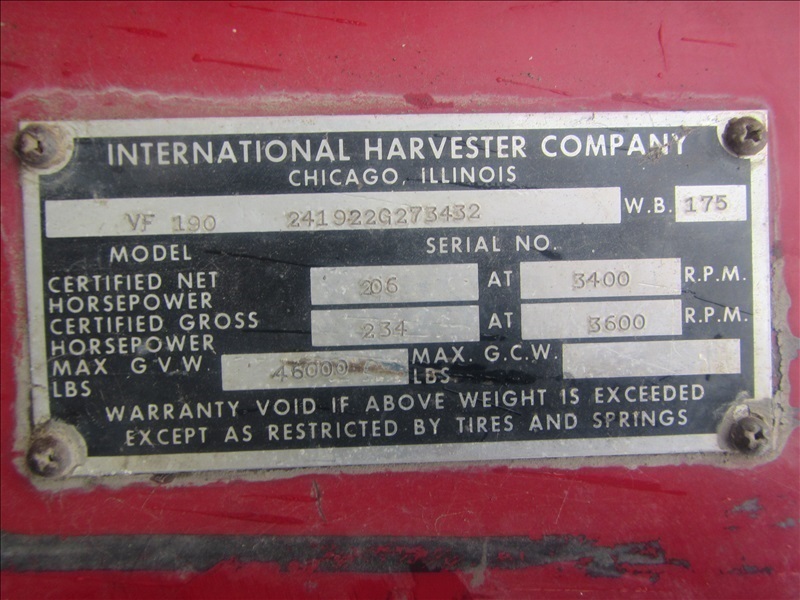 INTERNATIONAL HARVESTER COMPANY
CHICAGO, ILLINOIS
VF 190 241922G273432 W.B. 175
MODEL SERIAL NO.
CERTIFIED NET HORSEPOWER 206 AT 3400 R.P.M.
CERTIFIED GROSS HORSEPOWER 234 AT 3600 R.P.M.
MAX G V.W. LBS 46000 MAX. G.C.W. LBS.
WARRANTY VOID IF ABOVE WEIGHT IS EXCEEDED
EXCEPT AS RESTRICTED BY TIRES AND SPRINGS